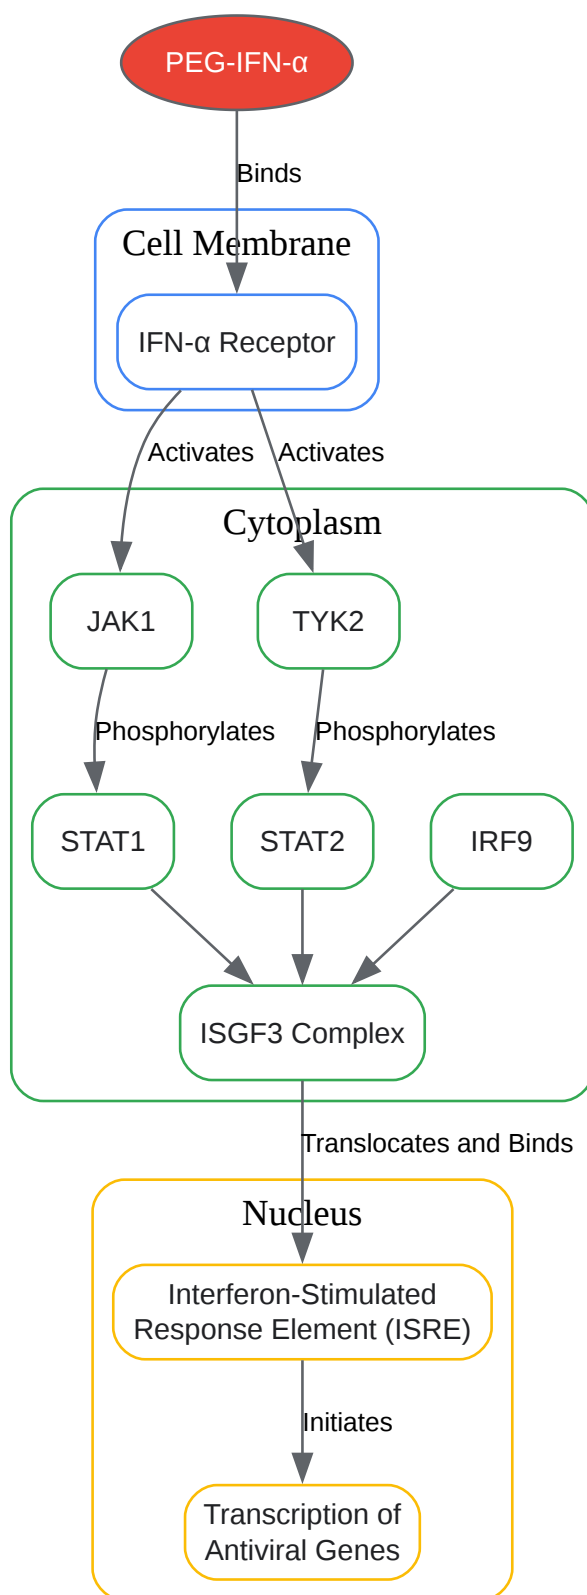 PEG-IFN-α
Binds
Cell Membrane
IFN-α Receptor
Activates
Activates
Cytoplasm
JAK1
TYK2
Phosphorylates
Phosphorylates
STAT1
STAT2
IRF9
ISGF3 Complex
Translocates and Binds
Nucleus
Interferon-Stimulated
Response Element (ISRE)
Initiates
Transcription of
Antiviral Genes